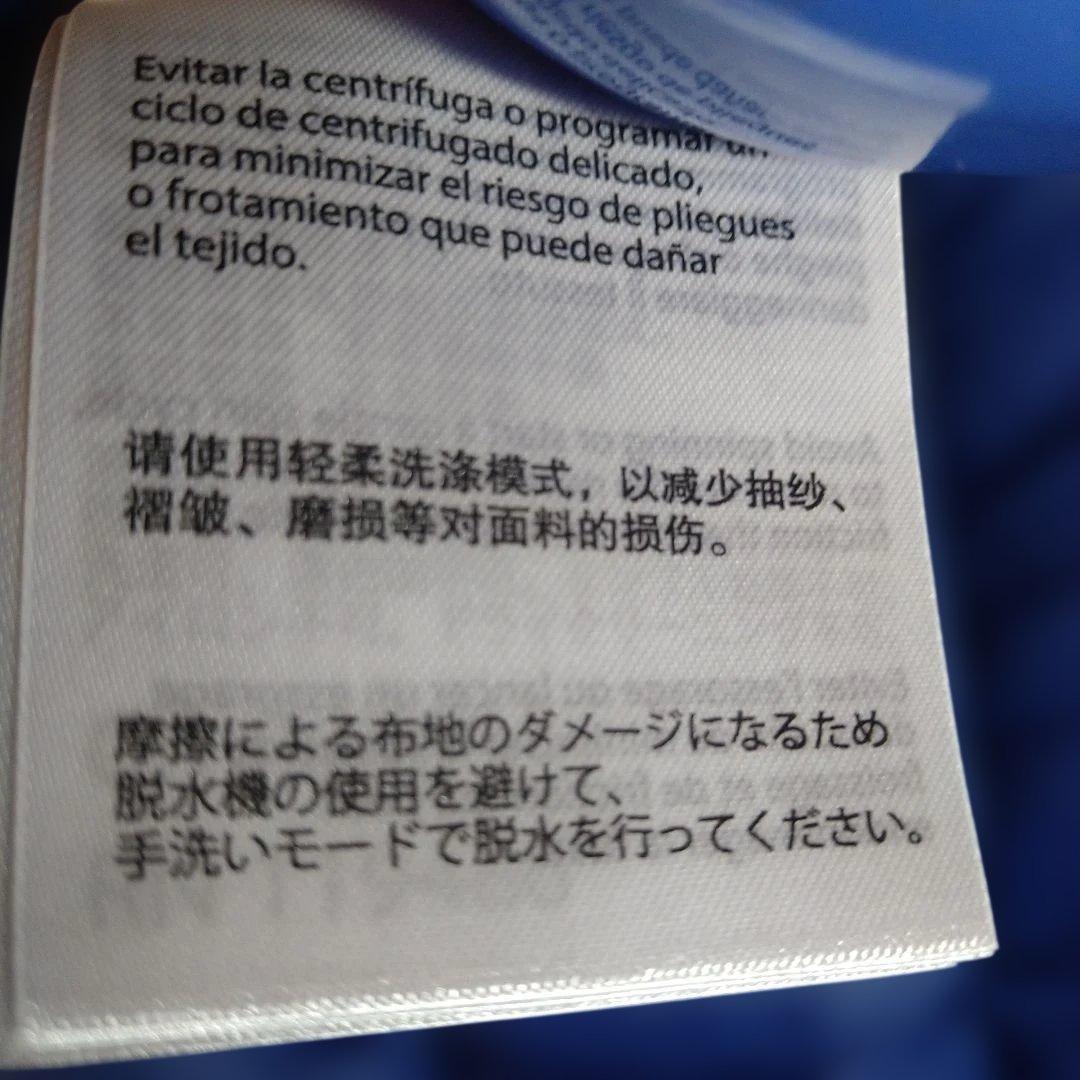 Evitar la centrífuga o programar un
ciclo de centrifugado delicado,
para minimizar el riesgo de pliegues
o frotamiento que puede dañar
el tejido.
请使用轻柔洗涤模式，以减少抽纱、
褶皱、磨损等对面料的损伤。
摩擦による布地のダメージになるため
脱水機の使用を避けて、
手洗いモードで脱水を行ってください。